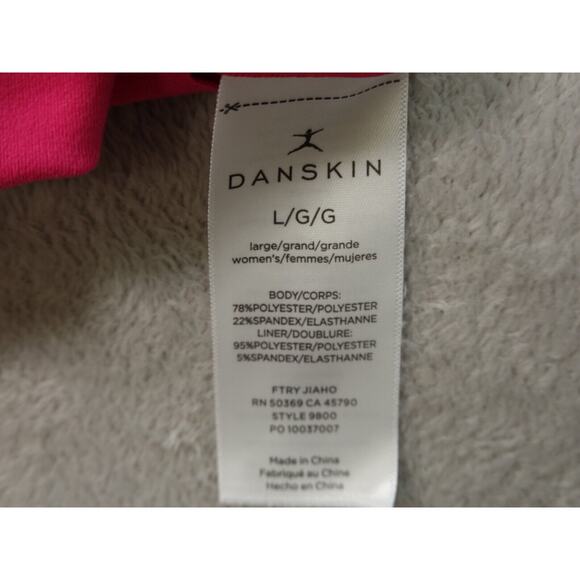 DANSKIN
L/G/G
large/grand/grande
women's/femmes/mujeres
BODY/CORPS:
78%POLYESTER/POLYESTER
22%SPANDEX/ELASTHANNE
LINER/DOUBLURE:
95%POLYESTER/POLYESTER
5%SPANDEX/ELASTHANNE
FTRY JIAHO
RN 50369 CA 45790
STYLE 9800
PO 10037007
Made in China
Fabriqué au Chine
Hecho en China